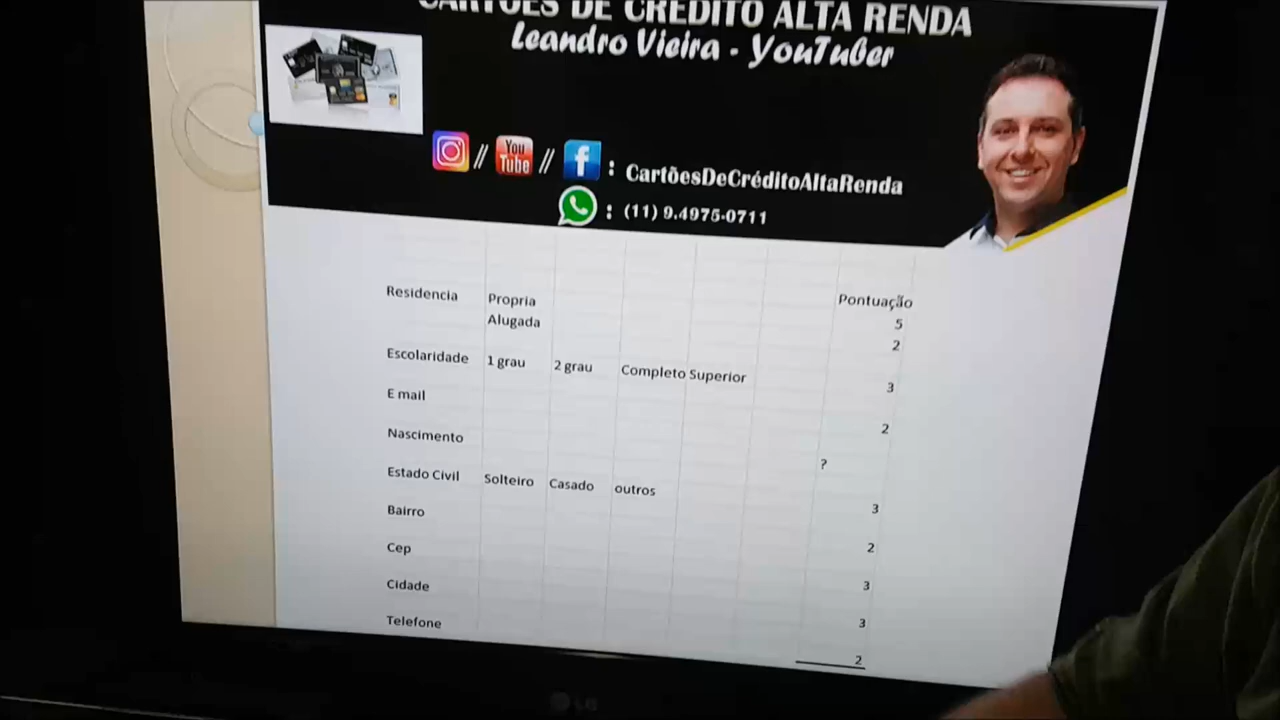 CARTÕES DE CRÉDITO ALTA RENDA
Leandro Vieira - YouTuber
// You Tube // f : CartõesDeCréditoAltaRenda
: (11) 9.4975-0711
Pontuação
Residencia Propria 5
Alugada 2
Escolaridade 1 grau 2 grau Completo Superior 3
E mail 2
Nascimento ?
Estado Civil Solteiro Casado outros 3
Bairro 2
Cep 3
Cidade 3
Telefone 2
LG